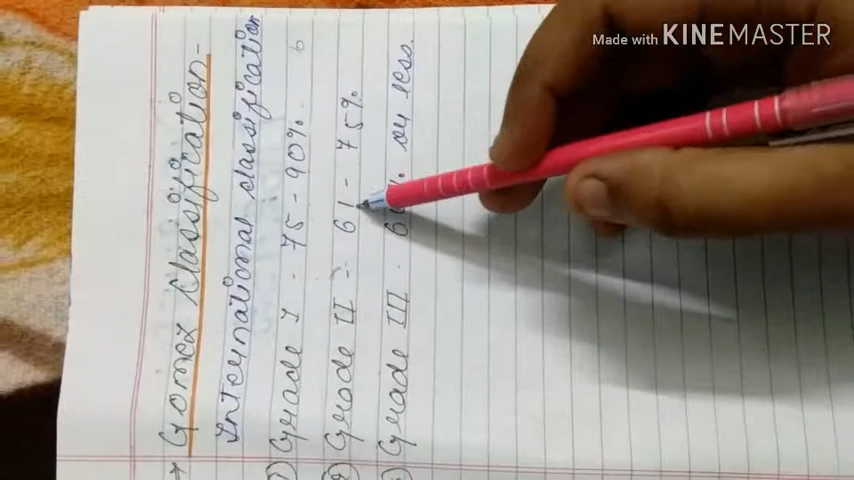 Made with KINEMASTER
→ Gomez classification -
International classification
① Grade I - 75 - 90%.
② Grade II - 61 - 75%
③ Grade III - 60%. or less.